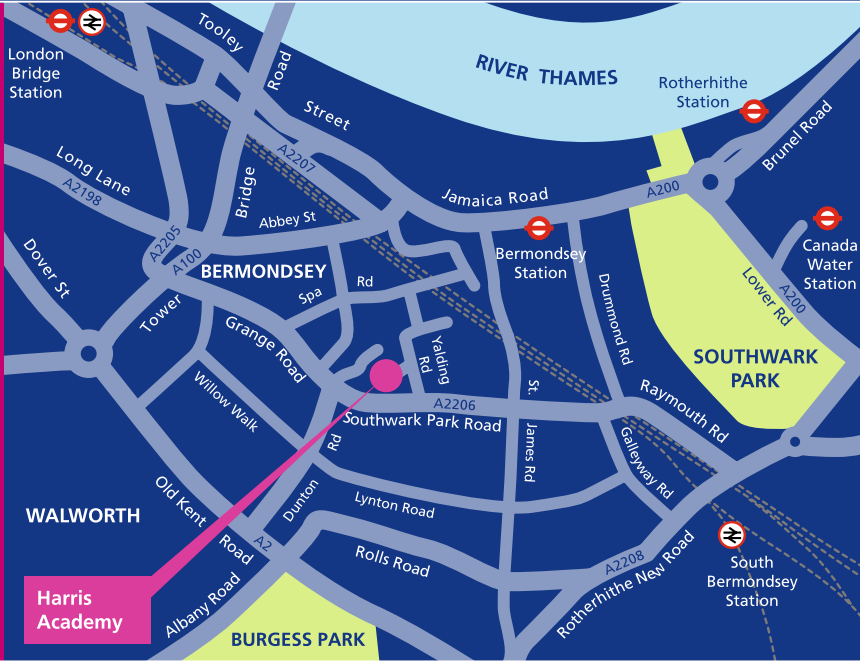 Tooley
London
Bridge
Station
Road
RIVER THAMES
Rotherhithe
Station
Street
Brunel Road
A2207
Long Lane
A2198
Bridge
Jamaica Road
A200
Abbey St
A2205
A100
BERMONDSEY
Bermondsey
Station
Canada
Water
Station
Dover St
Tower
Spa
Rd
Drummond Rd
Lower Rd
A200
Grange Road
Yalding
Rd
SOUTHWARK
PARK
Willow Walk
A2206
Southwark Park Road
St.
James Rd
Raymouth Rd
Galleyway Rd
Rd
Dunton
Lynton Road
WALWORTH
Old Kent
Road
A2
Rolls Road
A2208
Rotherhithe New Road
South
Bermondsey
Station
Harris
Academy
Albany Road
BURGESS PARK